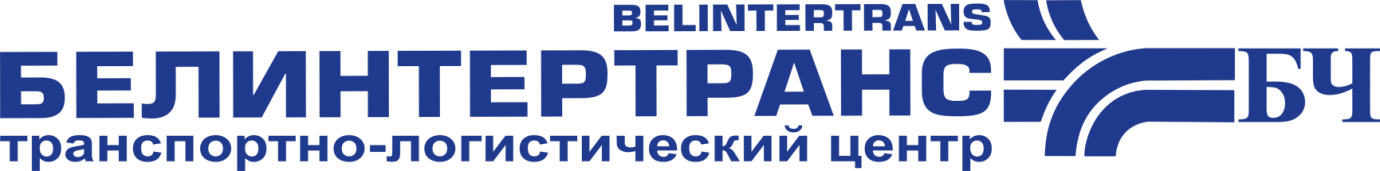 BELINTERTRANS
БЕЛИНТЕРТРАНС
БЧ
транспортно-логистический центр